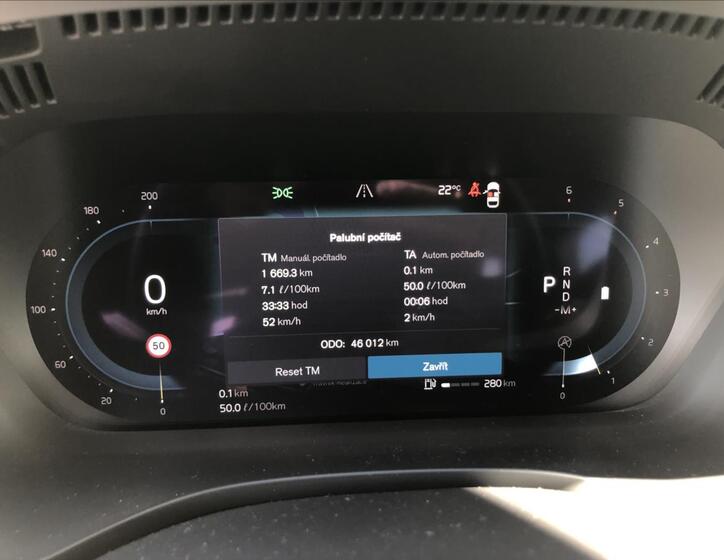 22°C
200
180
140
100
60
20
0
0
km/h
50
Palubní počítač
TM Manuál. počítadlo
1 669.3 km
7.1 ℓ/100km
33:33 hod
52 km/h
TA Autom. počítadlo
0.1 km
50.0 ℓ/100km
00:06 hod
2 km/h
ODO: 46 012 km
Reset TM
Zavřít
0.1 km
50.0 ℓ/100km
280 km
P
R
N
D
-M+
A
6
5
4
3
2
1
0